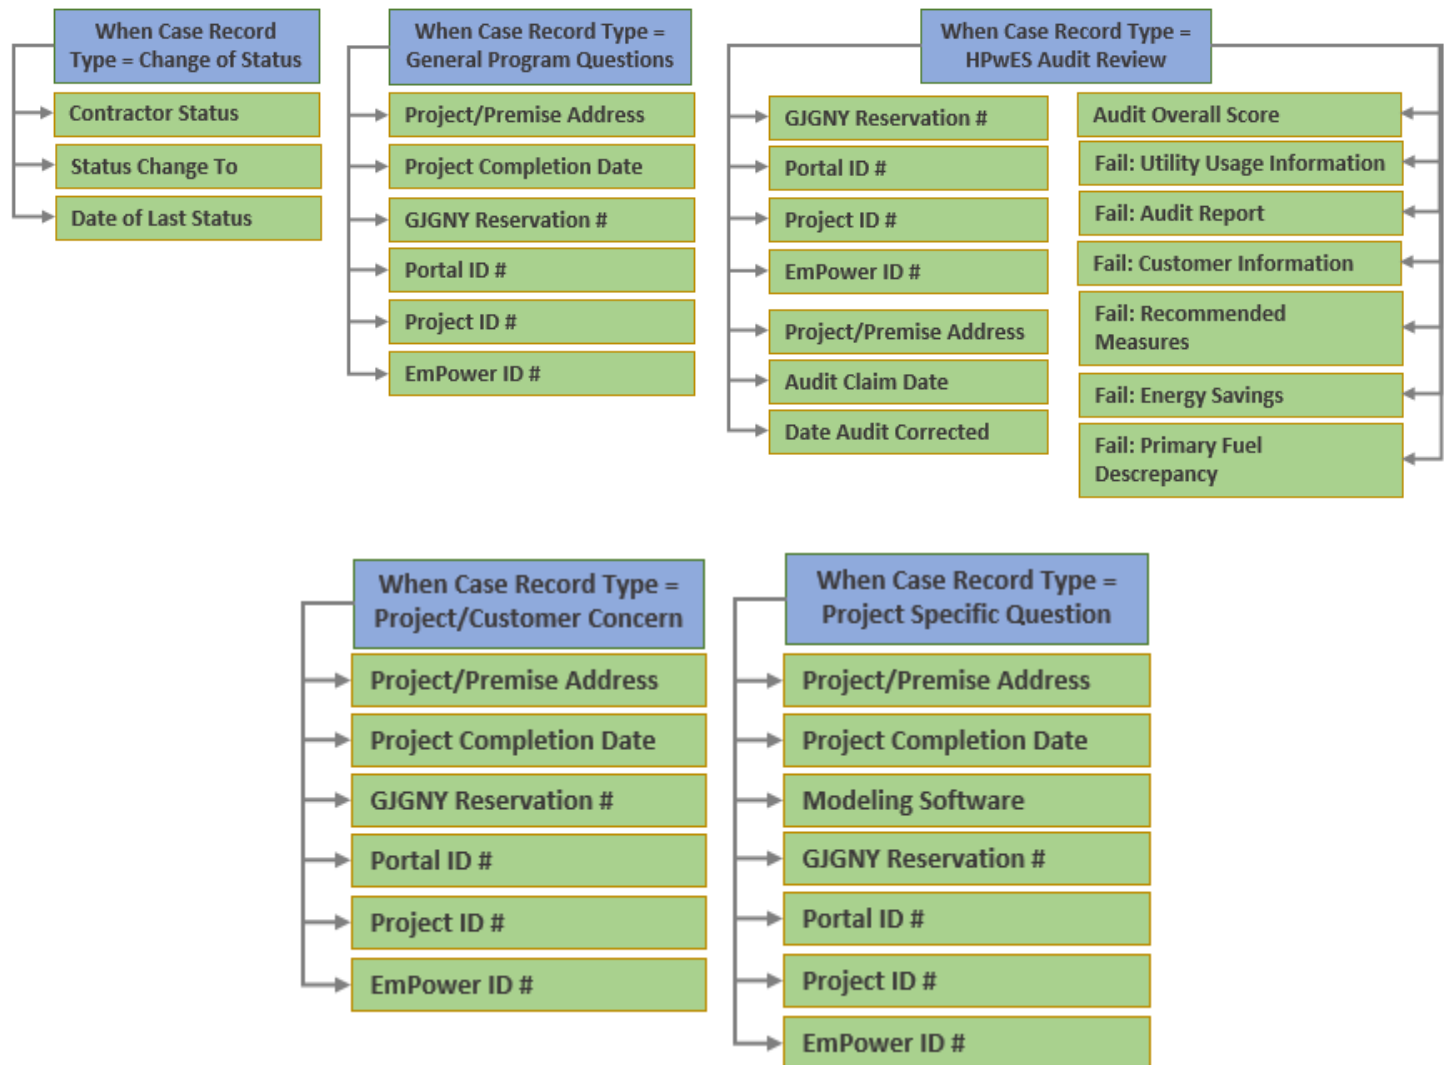 When Case Record
Type = Change of Status
Contractor Status
Status Change To
Date of Last Status
When Case Record Type =
General Program Questions
Project/Premise Address
Project Completion Date
GJGNY Reservation #
Portal ID #
Project ID #
EmPower ID #
When Case Record Type =
HPwES Audit Review
GJGNY Reservation #
Portal ID #
Project ID #
EmPower ID #
Project/Premise Address
Audit Claim Date
Date Audit Corrected
Audit Overall Score
Fail: Utility Usage Information
Fail: Audit Report
Fail: Customer Information
Fail: Recommended
Measures
Fail: Energy Savings
Fail: Primary Fuel
Descrepancy
When Case Record Type =
Project/Customer Concern
Project/Premise Address
Project Completion Date
GJGNY Reservation #
Portal ID #
Project ID #
EmPower ID #
When Case Record Type =
Project Specific Question
Project/Premise Address
Project Completion Date
Modeling Software
GJGNY Reservation #
Portal ID #
Project ID #
EmPower ID #